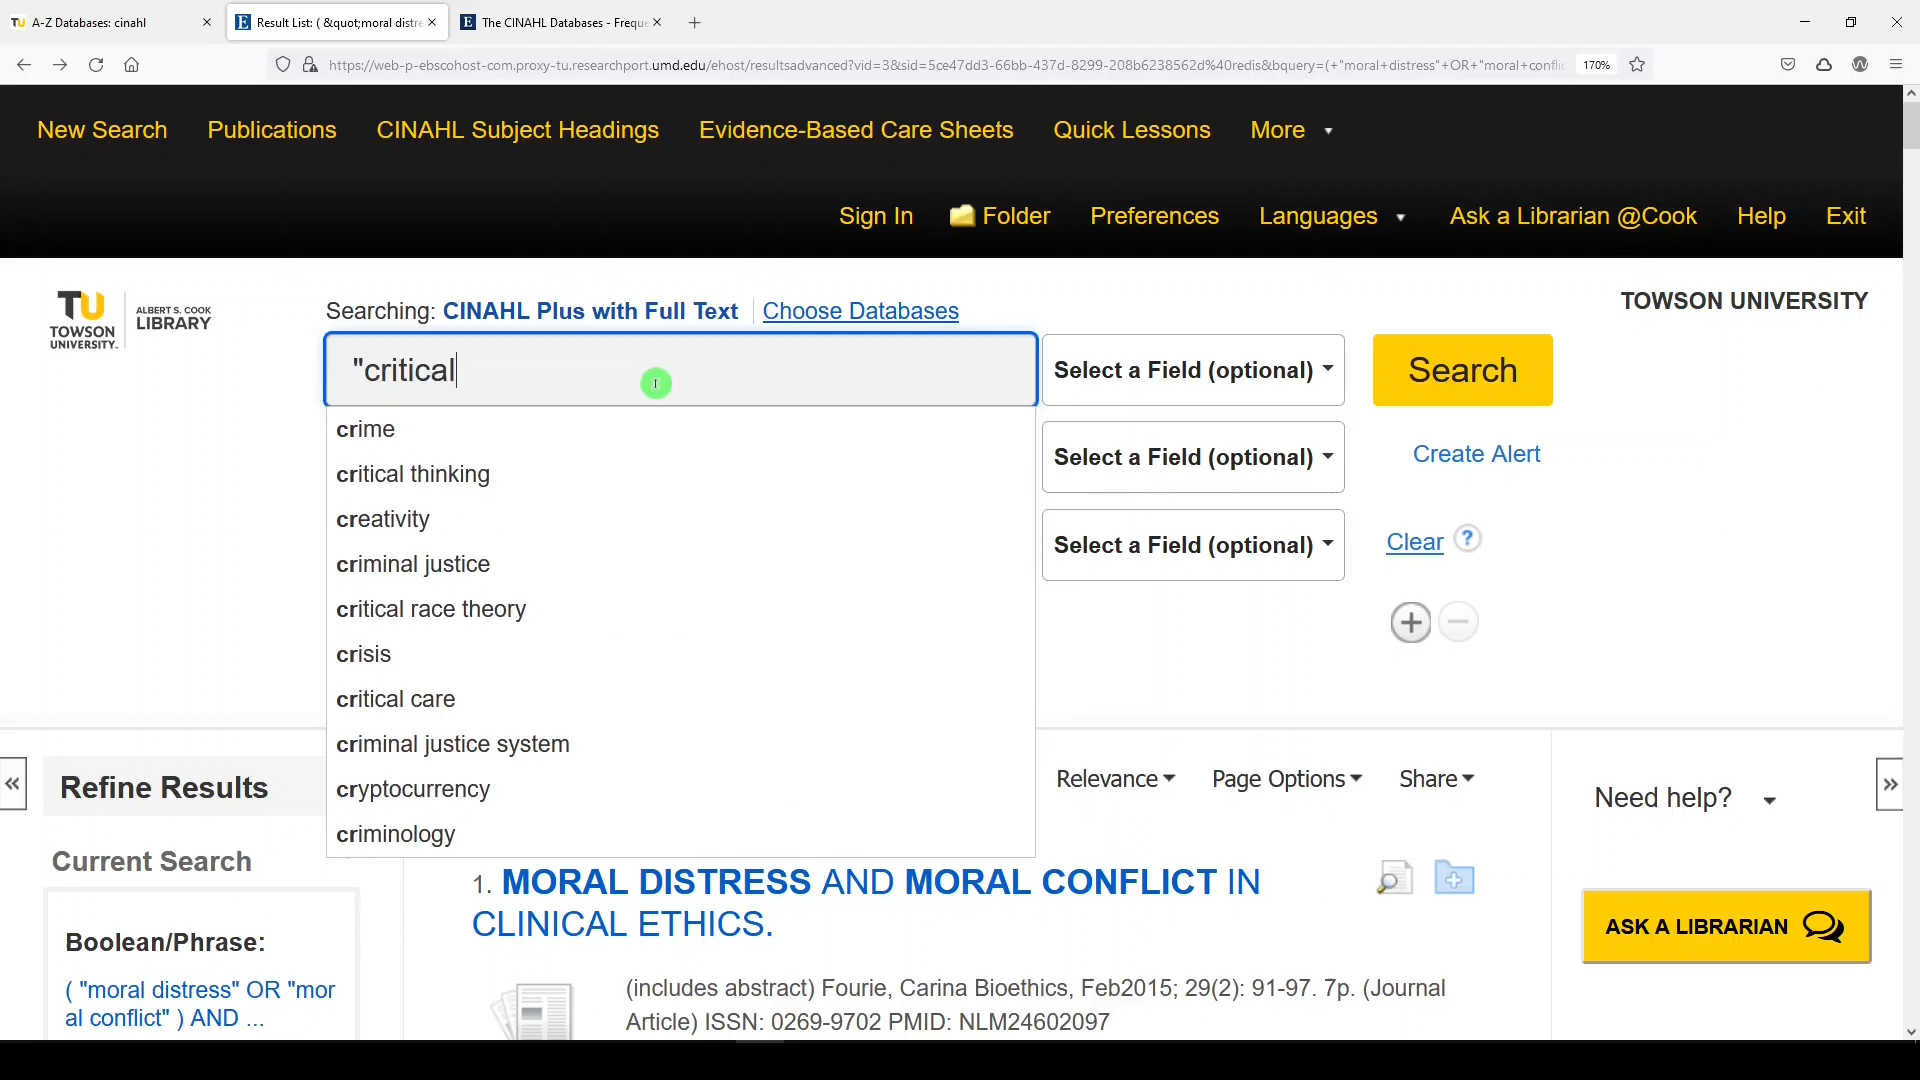 A-Z Databases: cinahl
Result List: ( &quot;moral distre
The CINAHL Databases - Freque
https://web-p-ebscohost-com.proxy-tu.researchport.umd.edu/ehost/resultsadvanced?vid=3&sid=5ce47dd3-66bb-437d-8299-208b6238562d%40redis&bquery=(+"moral+distress"+OR+"moral+conflic
170%
New Search Publications CINAHL Subject Headings Evidence-Based Care Sheets Quick Lessons More
Sign In Folder Preferences Languages Ask a Librarian @Cook Help Exit
TU
TOWSON
UNIVERSITY.
ALBERT S. COOK
LIBRARY
Searching: CINAHL Plus with Full Text Choose Databases
TOWSON UNIVERSITY
"critical
Select a Field (optional)
Search
crime
Select a Field (optional)
Create Alert
critical thinking
creativity
Select a Field (optional)
Clear ?
criminal justice
critical race theory
crisis
critical care
criminal justice system
cryptocurrency
criminology
Refine Results
Relevance Page Options Share
Need help?
Current Search
Boolean/Phrase:
( "moral distress" OR "mor
al conflict" ) AND ...
1. MORAL DISTRESS AND MORAL CONFLICT IN
CLINICAL ETHICS.
(includes abstract) Fourie, Carina Bioethics, Feb2015; 29(2): 91-97. 7p. (Journal
Article) ISSN: 0269-9702 PMID: NLM24602097
ASK A LIBRARIAN